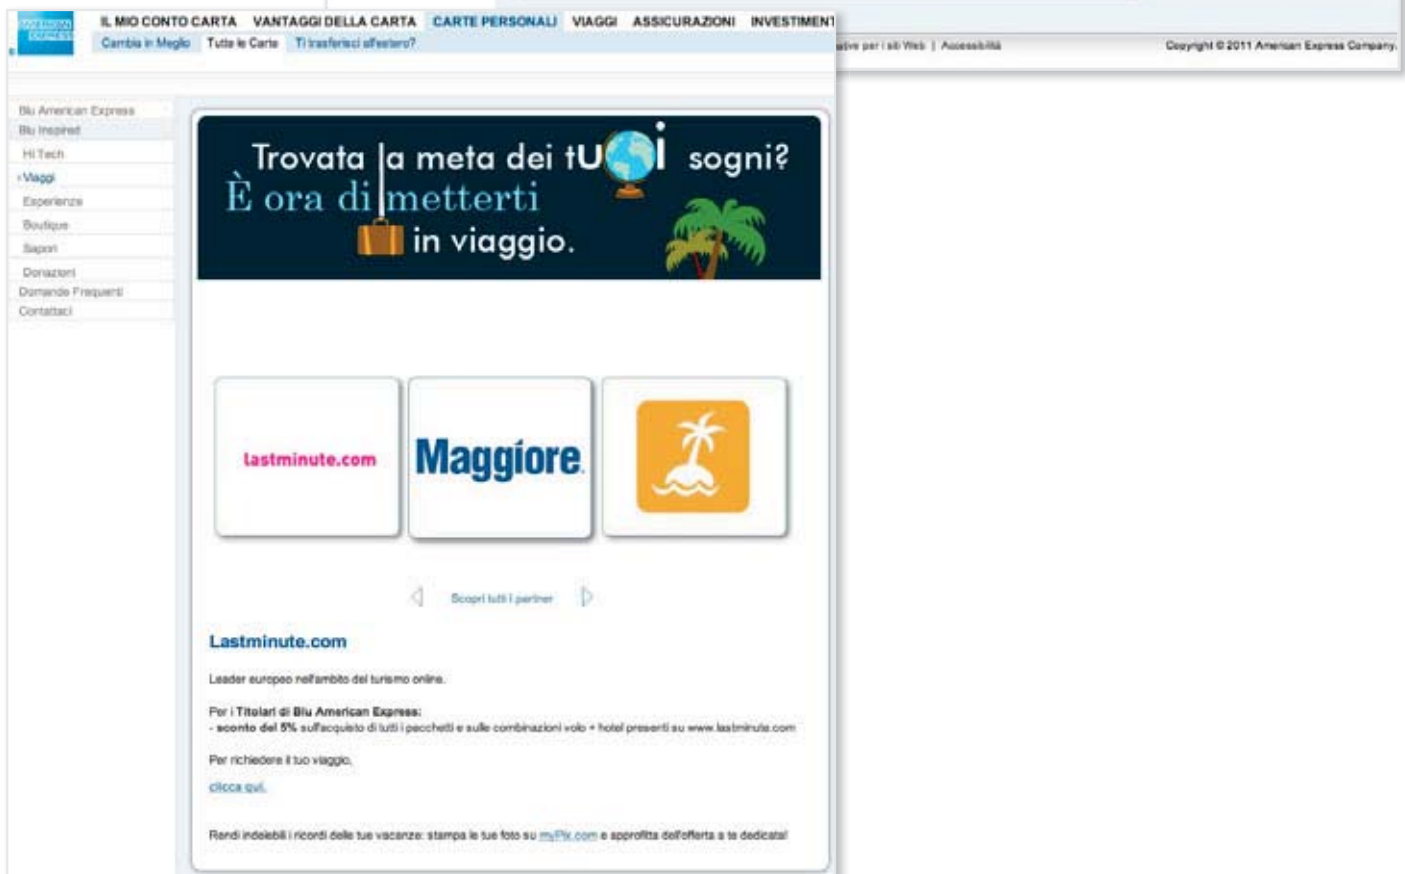 AMERICAN
EXPRESS
IL MIO CONTO CARTA VANTAGGI DELLA CARTA CARTE PERSONALI VIAGGI ASSICURAZIONI INVESTIMENT
Cambia in Meglio Tutte le Carte Ti trasferisci all'estero?
per i siti Web | Accessibilità
Copyright © 2011 American Express Company.
Blu American Express
Blu Inspired
Hi Tech
Viaggi
Esperienze
Boutique
Sapori
Donazioni
Domande Frequenti
Contattaci
Trovata la meta dei tuoi sogni?
È ora di metterti
in viaggio.
lastminute.com
Maggiore
Scopri tutti i partner
Lastminute.com
Leader europeo nell'ambito del turismo online.
Per i Titolari di Blu American Express:
- sconto del 5% sull'acquisto di tutti i pacchetti e sulle combinazioni volo + hotel presenti su www.lastminute.com
Per richiedere il tuo viaggio,
clicca qui.
Rendi indelebili i ricordi delle tue vacanze: stampa le tue foto su myPix.com e approfitta dell'offerta a te dedicata!